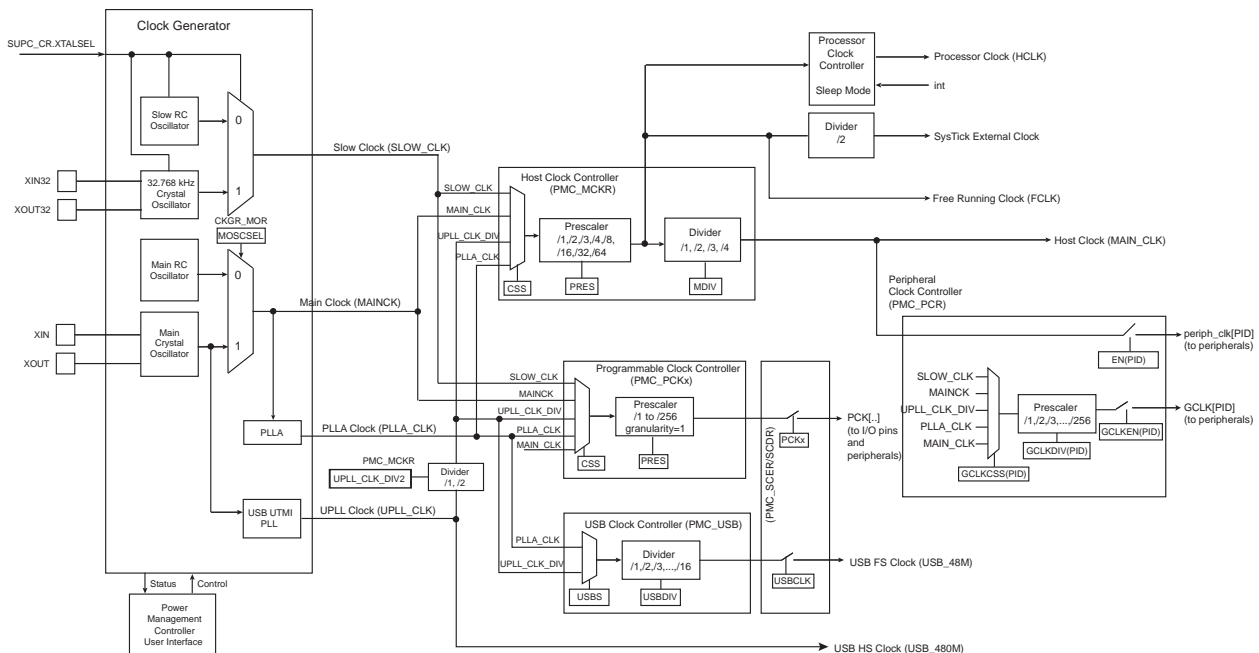 Clock Generator
SUPC_CR.XTALSEL
Slow RC
Oscillator
0
XIN32
XOUT32
32.768 kHz
Crystal
Oscillator
1
Slow Clock (SLOW_CLK)
CKGR_MOR
MOSCSEL
Main RC
Oscillator
0
XIN
XOUT
Main
Crystal
Oscillator
1
Main Clock (MAINCK)
PLLA
PLLA Clock (PLLA_CLK)
PMC_MCKR
UPLL_CLK_DIV2
Divider
/1, /2
USB UTMI
PLL
UPLL Clock (UPLL_CLK)
Status
Control
Power
Management
Controller
User Interface
Host Clock Controller
(PMC_MCKR)
SLOW_CLK
MAIN_CLK
UPLL_CLK_DIV
PLLA_CLK
CSS
Prescaler
/1,/2,/3,/4,/8,
/16,/32,/64
PRES
Divider
/1, /2, /3, /4
MDIV
Processor
Clock
Controller
Sleep Mode
Processor Clock (HCLK)
int
Divider
/2
SysTick External Clock
Free Running Clock (FCLK)
Host Clock (MAIN_CLK)
Peripheral
Clock Controller
(PMC_PCR)
periph_clk[PID]
(to peripherals)
EN(PID)
SLOW_CLK
MAINCK
UPLL_CLK_DIV
PLLA_CLK
MAIN_CLK
GCLKCSS(PID)
Prescaler
/1,/2,/3,...,/256
GCLKDIV(PID)
GCLKEN(PID)
GCLK[PID]
(to peripherals)
Programmable Clock Controller
(PMC_PCKx)
SLOW_CLK
MAINCK
UPLL_CLK_DIV
PLLA_CLK
MAIN_CLK
CSS
Prescaler
/1 to /256
granularity=1
PRES
PCKx
PCK[..]
(to I/O pins
and
peripherals)
(PMC_SCER/SCDR)
USB Clock Controller (PMC_USB)
PLLA_CLK
UPLL_CLK_DIV
USBS
Divider
/1,/2,/3,...,/16
USBDIV
USBCLK
USB FS Clock (USB_48M)
USB HS Clock (USB_480M)